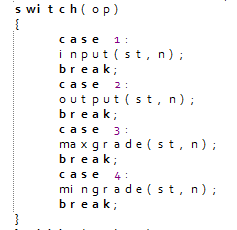 switch(op)
{
case 1:
input(st,n);
break;
case 2:
output(st,n);
break;
case 3:
maxgrade(st,n);
break;
case 4:
mingrade(st,n);
break;
}